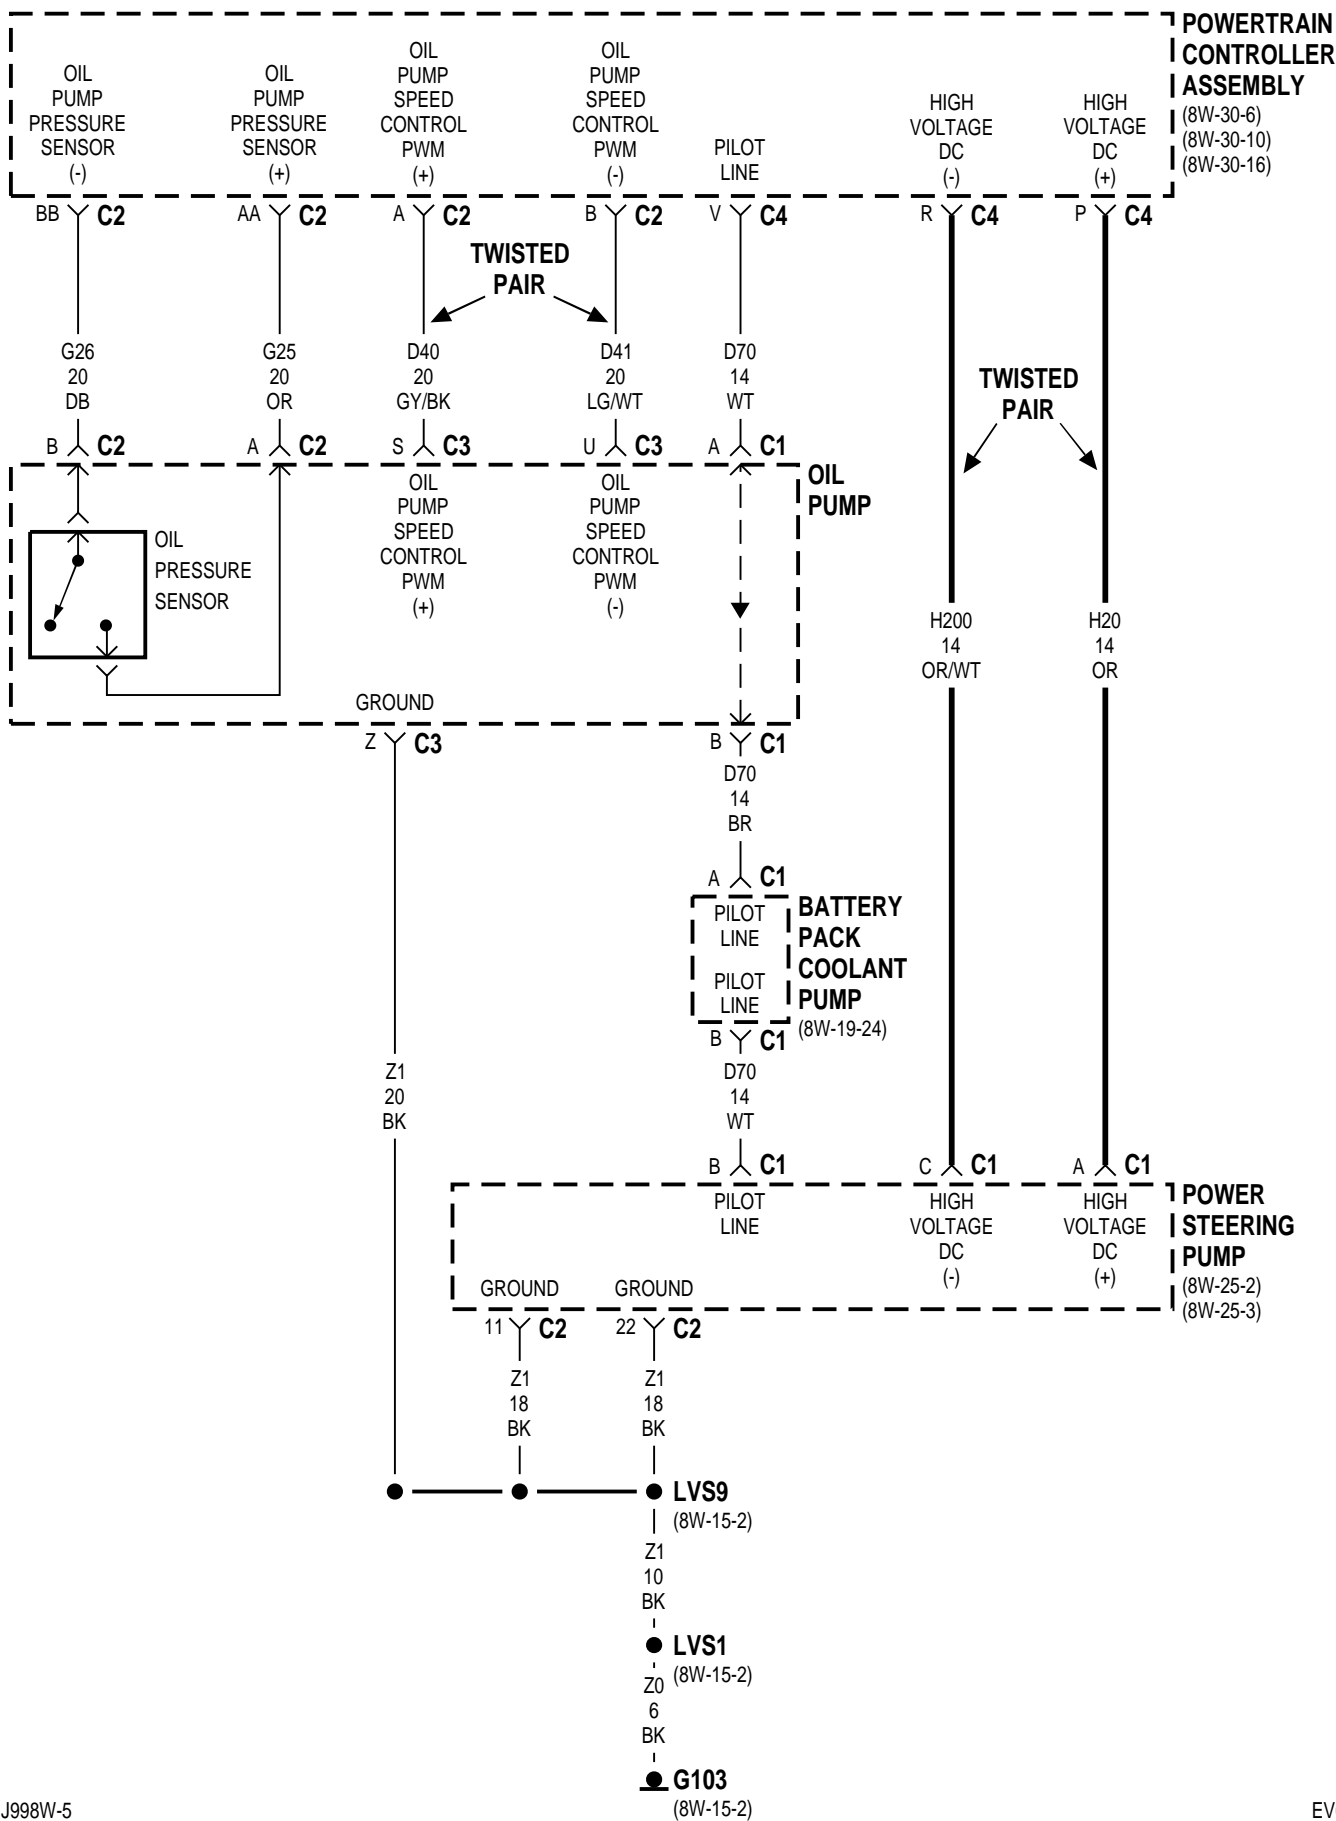 POWERTRAIN
CONTROLLER
ASSEMBLY
(8W-30-6)
(8W-30-10)
(8W-30-16)
OIL
PUMP
PRESSURE
SENSOR
(-)
OIL
PUMP
PRESSURE
SENSOR
(+)
OIL
PUMP
SPEED
CONTROL
PWM
(+)
OIL
PUMP
SPEED
CONTROL
PWM
(-)
PILOT
LINE
HIGH
VOLTAGE
DC
(-)
HIGH
VOLTAGE
DC
(+)
BB C2 AA C2 A C2 B C2 V C4 R C4 P C4
TWISTED
PAIR
G26
20
DB
G25
20
OR
D40
20
GY/BK
D41
20
LG/WT
D70
14
WT
TWISTED
PAIR
B C2 A C2 S C3 U C3 A C1
OIL
PUMP
OIL
PUMP
SPEED
CONTROL
PWM
(+)
OIL
PUMP
SPEED
CONTROL
PWM
(-)
OIL
PRESSURE
SENSOR
H200
14
OR/WT
H20
14
OR
GROUND
Z C3 B C1
D70
14
BR
A C1
PILOT
LINE
PILOT
LINE
BATTERY
PACK
COOLANT
PUMP
(8W-19-24)
B C1
Z1
20
BK
D70
14
WT
B C1 C C1 A C1
PILOT
LINE
HIGH
VOLTAGE
DC
(-)
HIGH
VOLTAGE
DC
(+)
POWER
STEERING
PUMP
(8W-25-2)
(8W-25-3)
GROUND GROUND
11 C2 22 C2
Z1
18
BK
Z1
18
BK
LVS9
(8W-15-2)
Z1
10
BK
LVS1
(8W-15-2)
Z0
6
BK
G103
(8W-15-2)
J998W-5 EV